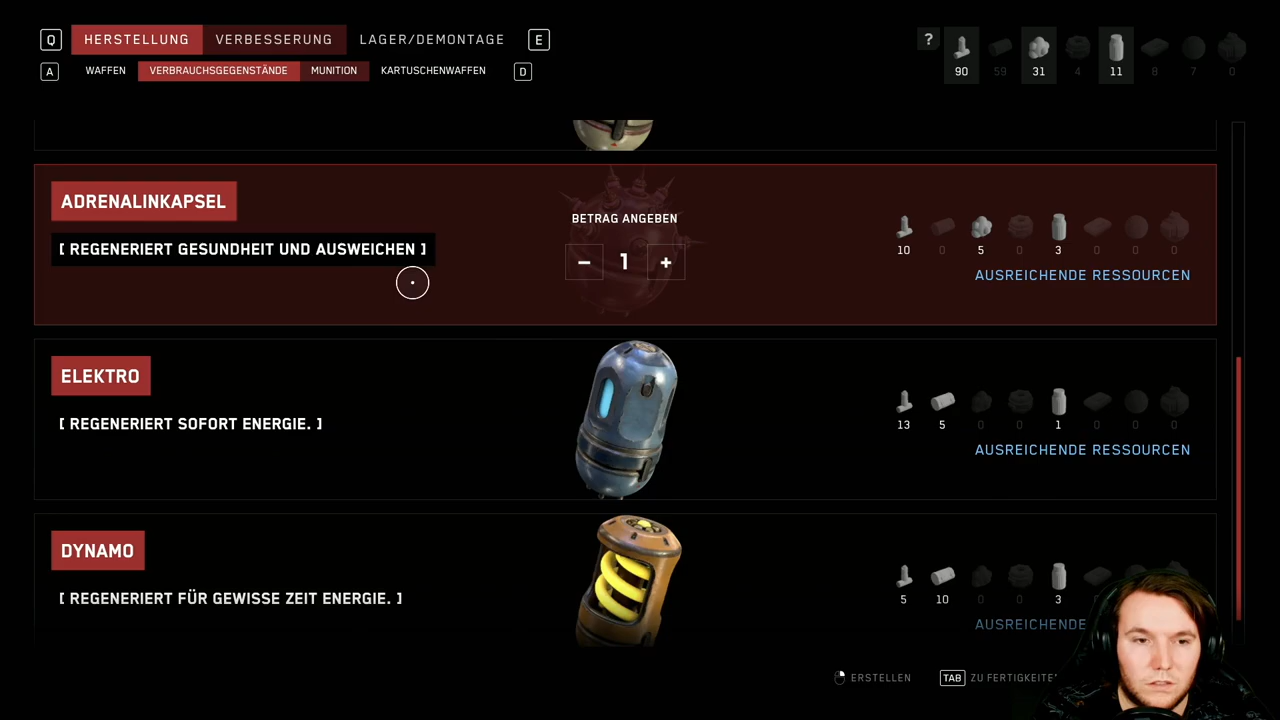 Q HERSTELLUNG VERBESSERUNG LAGER/DEMONTAGE E
A WAFFEN VERBRAUCHSGEGENSTÄNDE MUNITION KARTUSCHENWAFFEN D
?
90 59 31 4 11 8 7 0
ADRENALINKAPSEL
[ REGENERIERT GESUNDHEIT UND AUSWEICHEN ]
BETRAG ANGEBEN
− 1 +
10 0 5 0 3 0 0 0
AUSREICHENDE RESSOURCEN
ELEKTRO
[ REGENERIERT SOFORT ENERGIE. ]
13 5 0 0 1 0 0 0
AUSREICHENDE RESSOURCEN
DYNAMO
[ REGENERIERT FÜR GEWISSE ZEIT ENERGIE. ]
5 10 0 0 3
AUSREICHENDE
ERSTELLEN TAB ZU FERTIGKEITEN